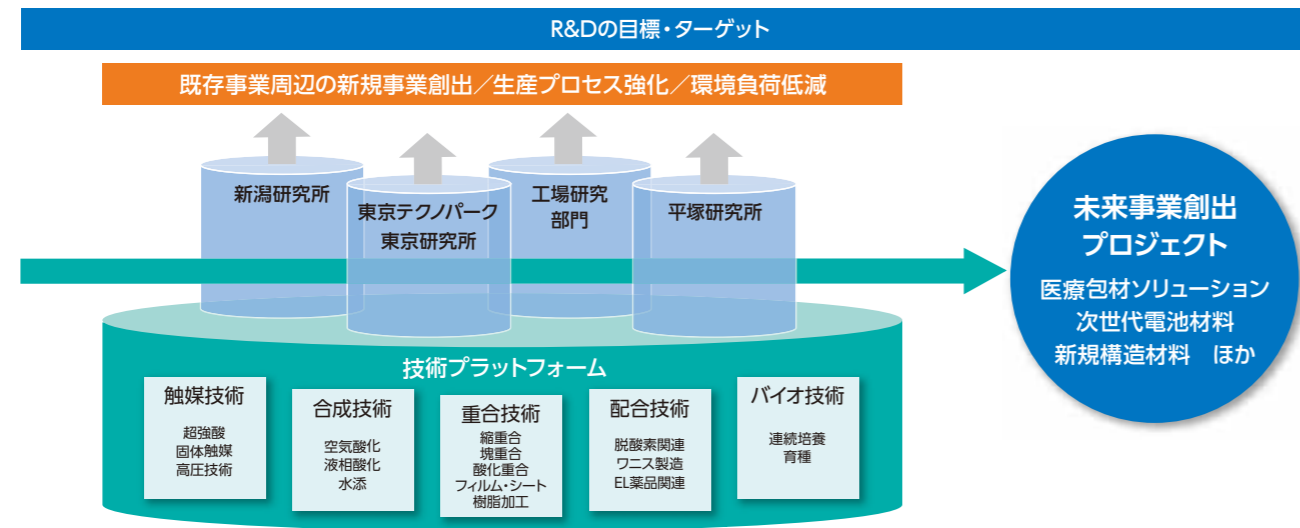 R&Dの目標・ターゲット
既存事業周辺の新規事業創出／生産プロセス強化／環境負荷低減
新潟研究所
東京テクノパーク
東京研究所
工場研究
部門
平塚研究所
未来事業創出
プロジェクト
医療包材ソリューション
次世代電池材料
新規構造材料　ほか
技術プラットフォーム
触媒技術
超強酸
固体触媒
高圧技術
合成技術
空気酸化
液相酸化
水添
重合技術
縮重合
塊重合
酸化重合
フィルム・シート
樹脂加工
配合技術
脱酸素関連
ワニス製造
EL薬品関連
バイオ技術
連続培養
育種